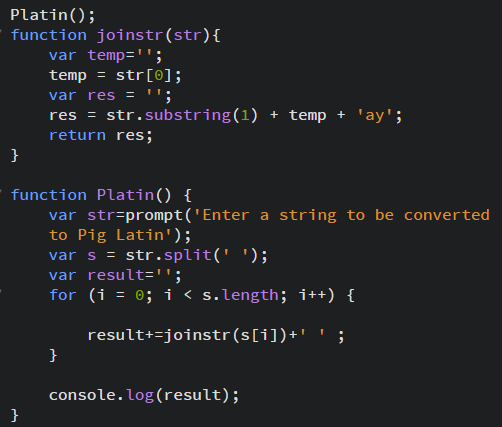 Platin();
function joinstr(str){
    var temp='';
    temp = str[0];
    var res = '';
    res = str.substring(1) + temp + 'ay';
    return res;
}

function Platin() {
    var str=prompt('Enter a string to be converted
    to Pig Latin');
    var s = str.split(' ');
    var result='';
    for (i = 0; i < s.length; i++) {

        result+=joinstr(s[i])+' ' ;
    }

    console.log(result);
}